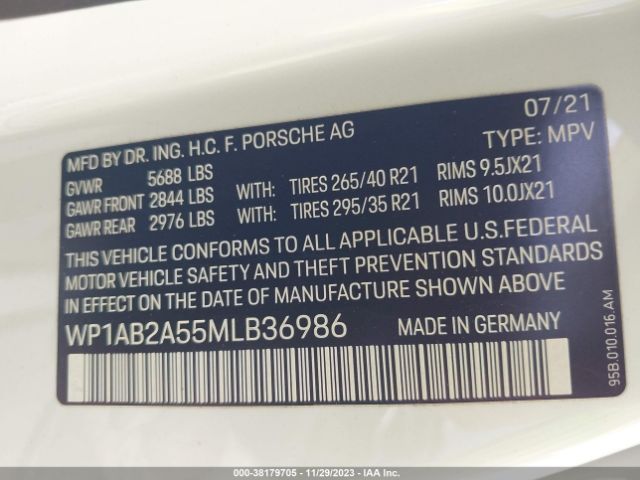 07/21
MFD BY DR. ING. H.C. F. PORSCHE AG TYPE: MPV
GVWR 5688 LBS
GAWR FRONT 2844 LBS WITH: TIRES 265/40 R21 RIMS 9.5JX21
GAWR REAR 2976 LBS WITH: TIRES 295/35 R21 RIMS 10.0JX21
THIS VEHICLE CONFORMS TO ALL APPLICABLE U.S.FEDERAL
MOTOR VEHICLE SAFETY AND THEFT PREVENTION STANDARDS
IN EFFECT ON THE DATE OF MANUFACTURE SHOWN ABOVE
WP1AB2A55MLB36986 MADE IN GERMANY
95B.010.016.AM
000-38179705 - 11/29/2023 - IAA Inc.